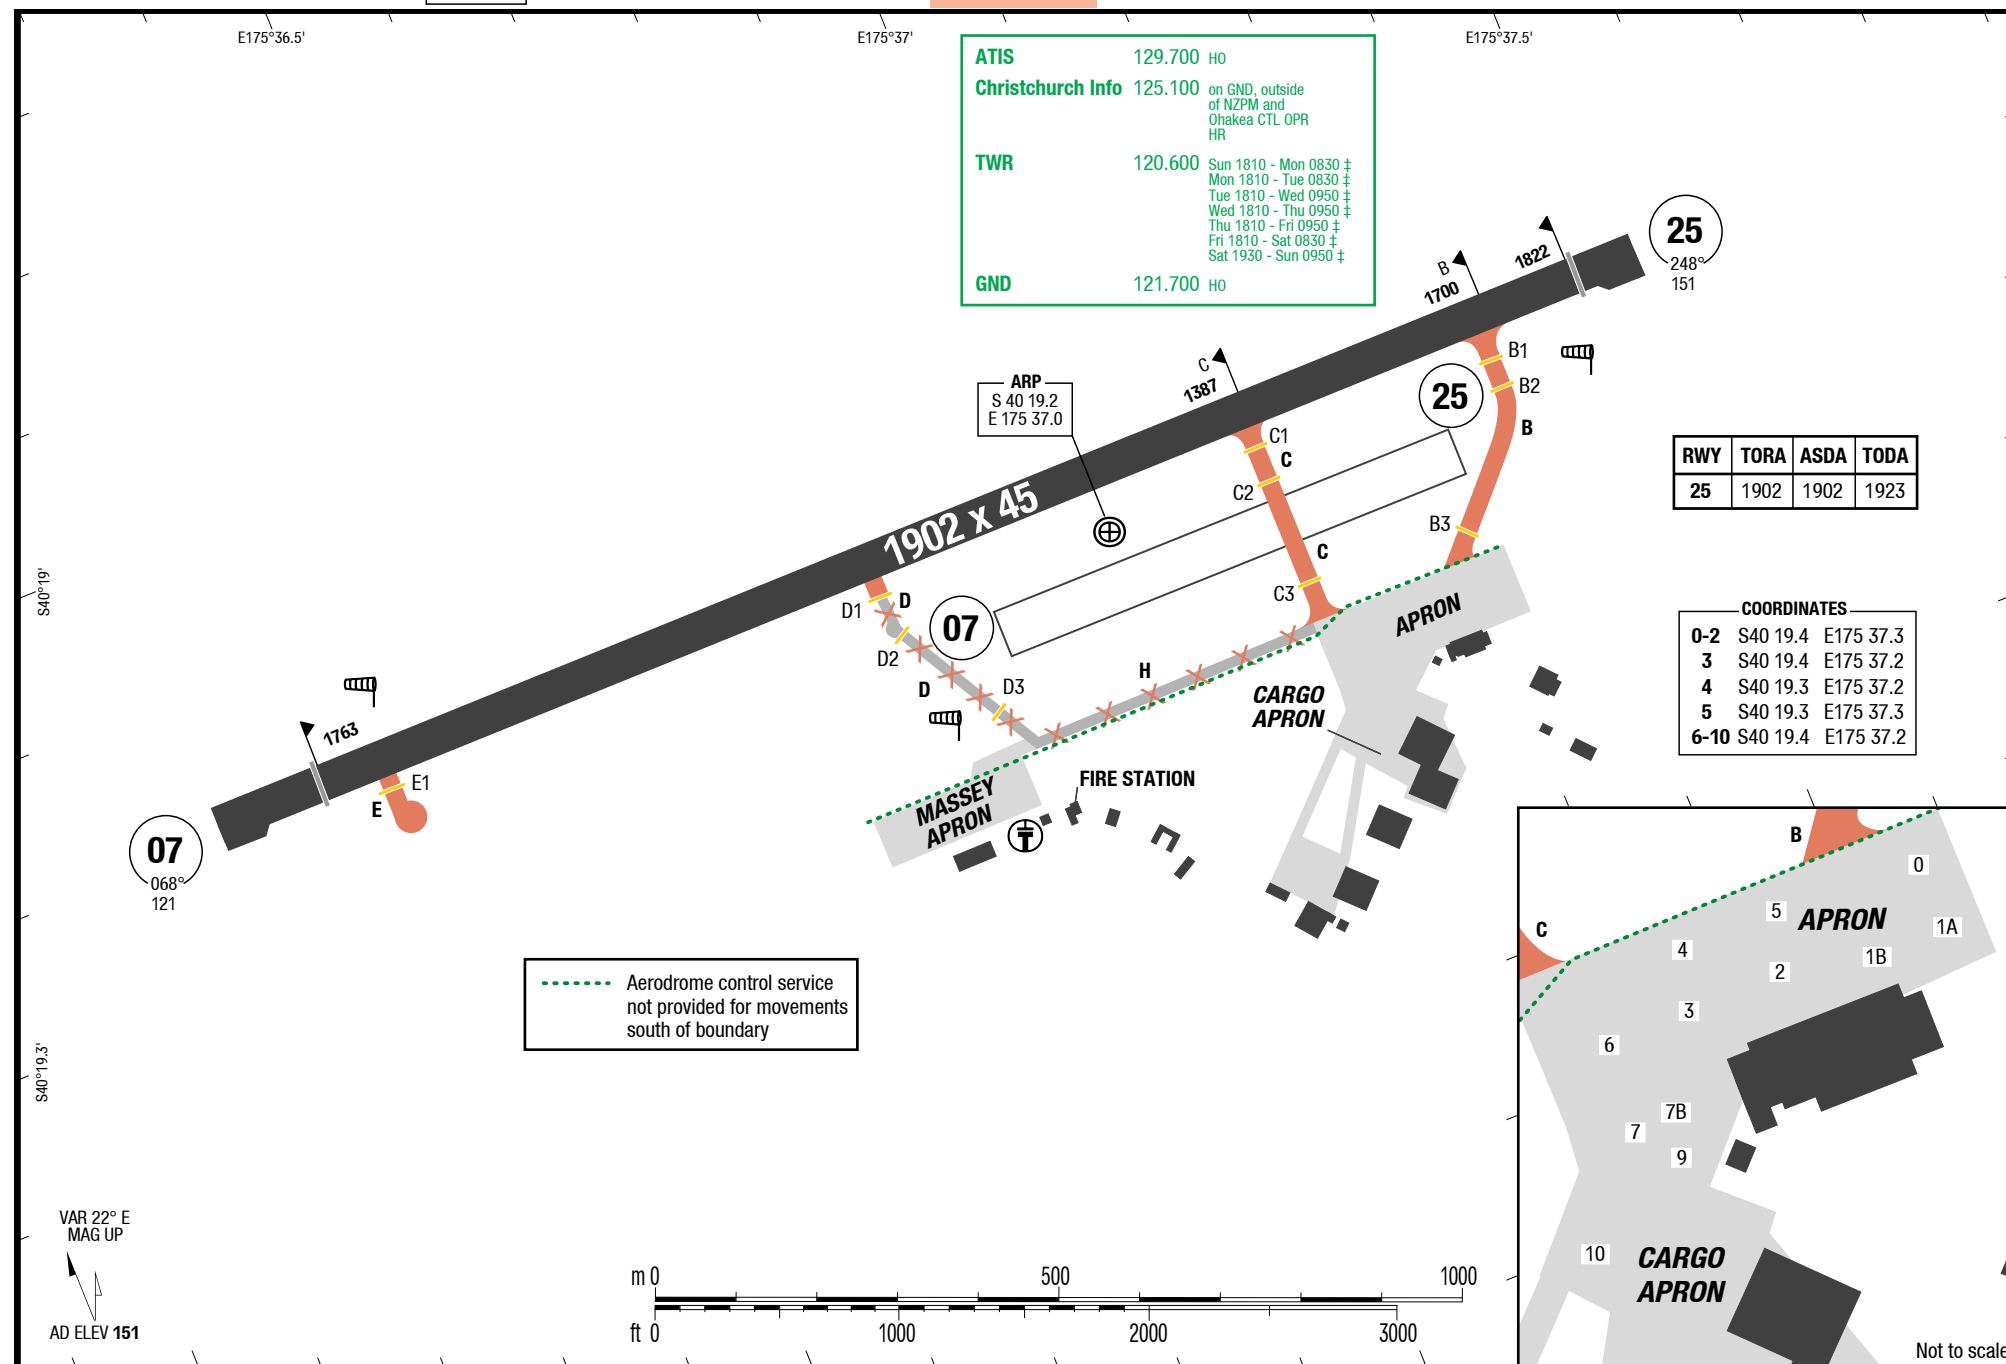 E175°36.5'
E175°37'
E175°37.5'
ATIS 129.700 HO
Christchurch Info 125.100 on GND, outside
of NZPM and
Ohakea CTL OPR
HR
TWR 120.600 Sun 1810 - Mon 0830 ‡
Mon 1810 - Tue 0830 ‡
Tue 1810 - Wed 0950 ‡
Wed 1810 - Thu 0950 ‡
Thu 1810 - Fri 0950 ‡
Fri 1810 - Sat 0830 ‡
Sat 1930 - Sun 0950 ‡
GND 121.700 HO
25
248°
151
1822
B
1700
C
1387
B1
B2
B
B3
25
ARP
S 40 19.2
E 175 37.0
C1
C
C2
C
C3
1902 x 45
RWY TORA ASDA TODA
25 1902 1902 1923
S40°19'
D1
D
07
D2
D
D3
H
APRON
CARGO
APRON
COORDINATES
0-2 S40 19.4 E175 37.3
3 S40 19.4 E175 37.2
4 S40 19.3 E175 37.2
5 S40 19.3 E175 37.3
6-10 S40 19.4 E175 37.2
1763
E1
E
07
068°
121
MASSEY
APRON
FIRE STATION
Aerodrome control service
not provided for movements
south of boundary
S40°19.3'
B
0
5
APRON
1A
C
4
1B
2
3
6
7B
7
9
10
CARGO
APRON
Not to scale
VAR 22° E
MAG UP
AD ELEV 151
m 0 500 1000
ft 0 1000 2000 3000